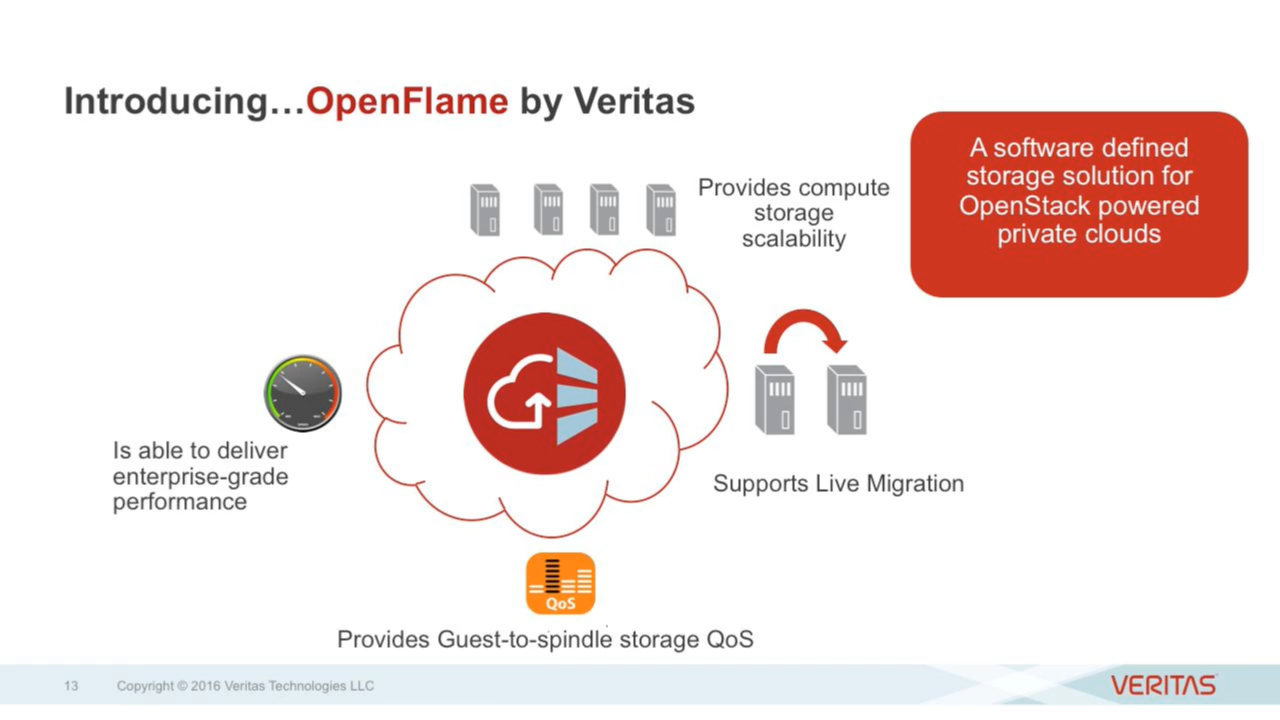 Introducing…OpenFlame by Veritas
A software defined
storage solution for
OpenStack powered
private clouds
Provides compute
storage
scalability
Is able to deliver
enterprise-grade
performance
Supports Live Migration
QoS
Provides Guest-to-spindle storage QoS
13 Copyright © 2016 Veritas Technologies LLC
VERITAS